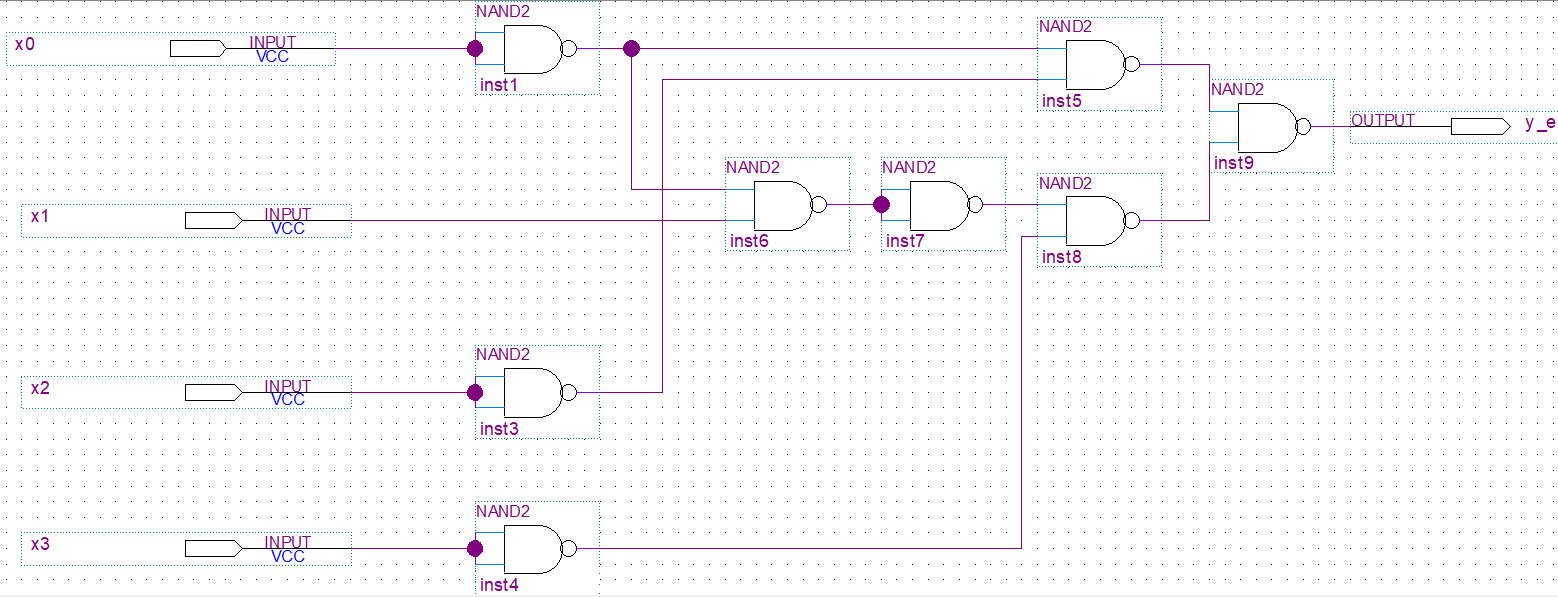 NAND2
x0
INPUT
VCC
inst1
NAND2
inst5
NAND2
inst9
OUTPUT
y_e
NAND2
inst6
NAND2
inst7
NAND2
inst8
x1
INPUT
VCC
NAND2
x2
INPUT
VCC
inst3
NAND2
x3
INPUT
VCC
inst4